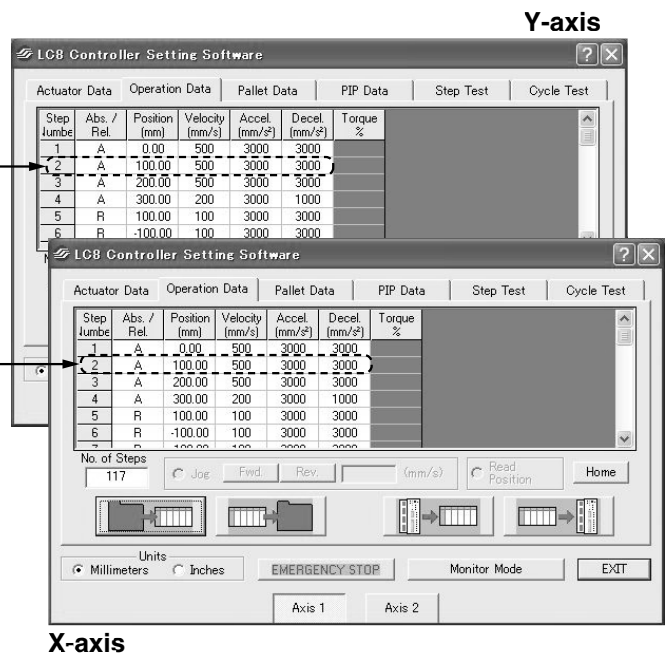 Y-axis
LC8 Controller Setting Software
Actuator Data Operation Data Pallet Data PIP Data Step Test Cycle Test
Step Abs. / Position Velocity Accel. Decel. Torque
Numbe Rel. (mm) (mm/s) (mm/s²) (mm/s²) %
1 A 0.00 500 3000 3000
2 A 100.00 500 3000 3000
3 A 200.00 500 3000 3000
4 A 300.00 200 3000 1000
5 R 100.00 100 3000 3000
6 R -100.00 100 3000 3000
LC8 Controller Setting Software
Actuator Data Operation Data Pallet Data PIP Data Step Test Cycle Test
Step Abs. / Position Velocity Accel. Decel. Torque
Numbe Rel. (mm) (mm/s) (mm/s²) (mm/s²) %
1 A 0.00 500 3000 3000
2 A 100.00 500 3000 3000
3 A 200.00 500 3000 3000
4 A 300.00 200 3000 1000
5 R 100.00 100 3000 3000
6 R -100.00 100 3000 3000
No. of Steps
117 Jog Fwd. Rev. (mm/s) Read Position Home
Units
Millimeters Inches EMERGENCY STOP Monitor Mode EXIT
Axis 1 Axis 2
X-axis